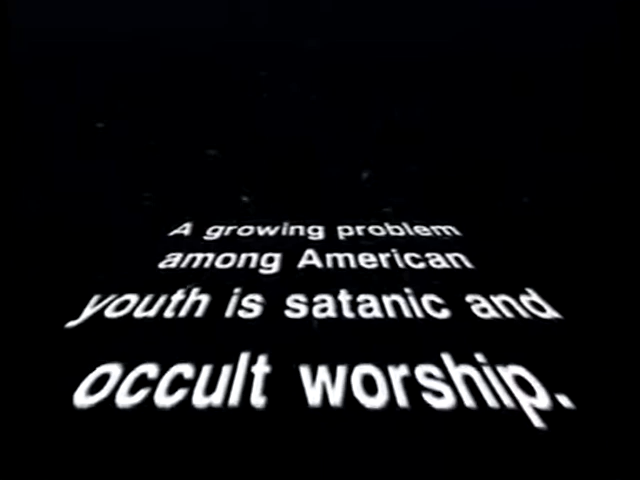 A growing problem
among American
youth is satanic and
occult worship.